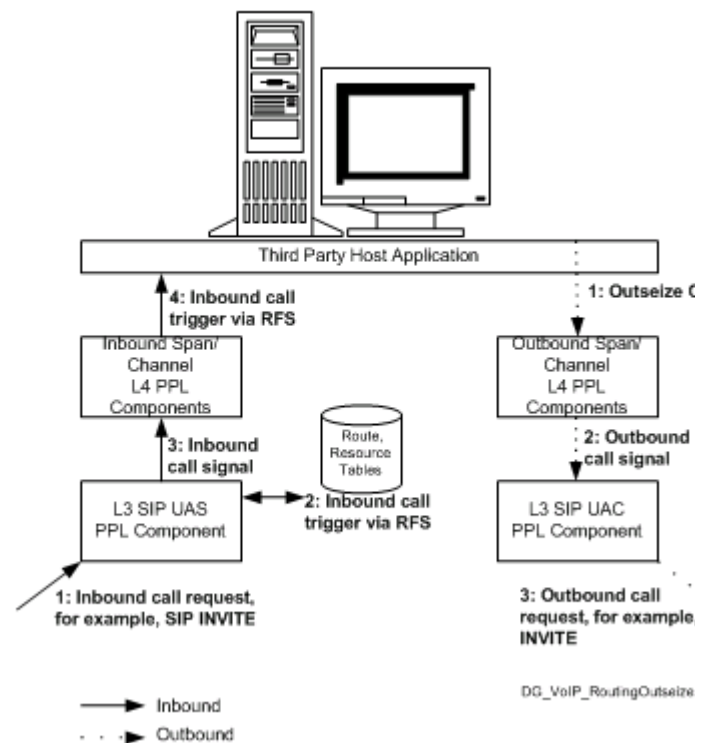 Third Party Host Application
4: Inbound call
trigger via RFS
1: Outseize C
Inbound Span/
Channel
L4 PPL
Components
Outbound Span/
Channel
L4 PPL
Components
3: Inbound
call signal
Route,
Resource
Tables
2: Outbound
call signal
L3 SIP UAS
PPL Component
2: Inbound call
trigger via RFS
L3 SIP UAC
PPL Component
1: Inbound call request,
for example, SIP INVITE
3: Outbound call
request, for example,
INVITE
DG_VoIP_RoutingOutseize
Inbound
Outbound